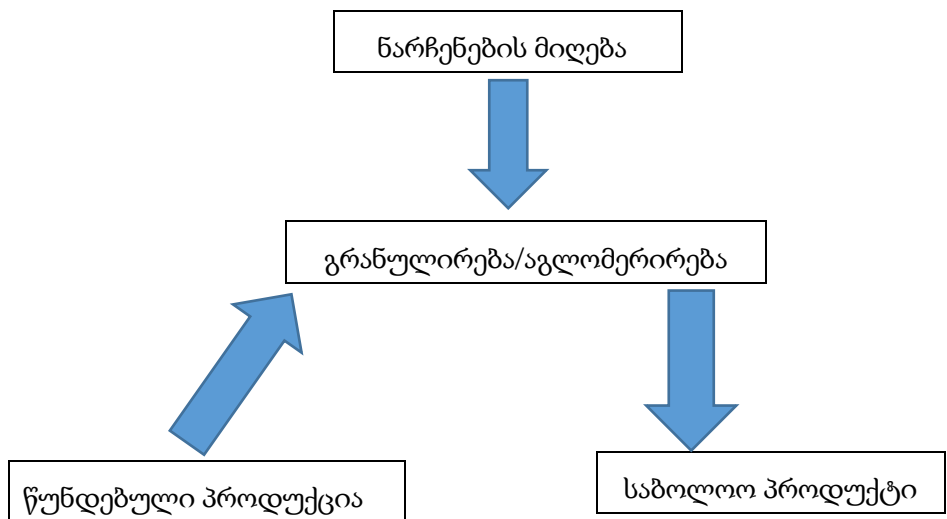 ნარჩენების მიღება
გრანულირება/აგლომერირება
წუნდებული პროდუქცია
საბოლოო პროდუქტი